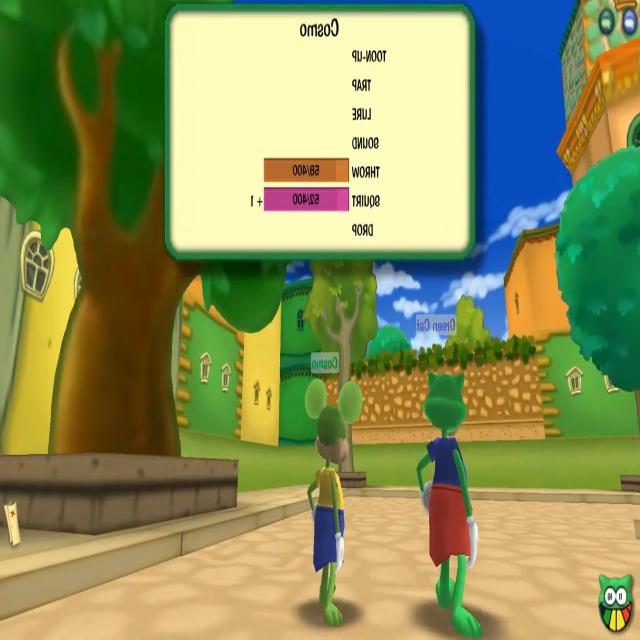 Cosmo
TOON-UP
TRAP
LURE
SOUND
THROW 58/400
SQUIRT 52/400 + 1
DROP
Green Cat
Cosmo